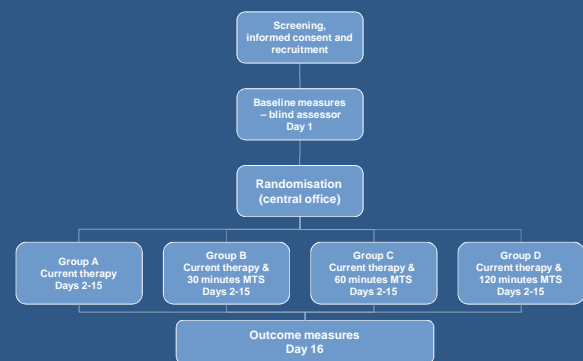 Screening,
informed consent and
recruitment
Baseline measures
– blind assessor
Day 1
Randomisation
(central office)
Group A
Current therapy
Days 2-15
Group B
Current therapy &
30 minutes MTS
Days 2-15
Group C
Current therapy &
60 minutes MTS
Days 2-15
Group D
Current therapy &
120 minutes MTS
Days 2-15
Outcome measures
Day 16